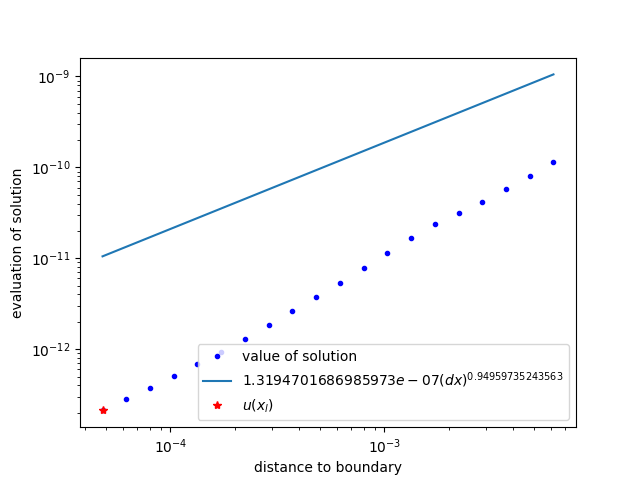 10⁻⁹
10⁻¹⁰
10⁻¹¹
10⁻¹²
evaluation of solution
value of solution
1.3194701686985973e − 07(dx)^0.94959735243563
u(x_l)
10⁻⁴ 10⁻³
distance to boundary